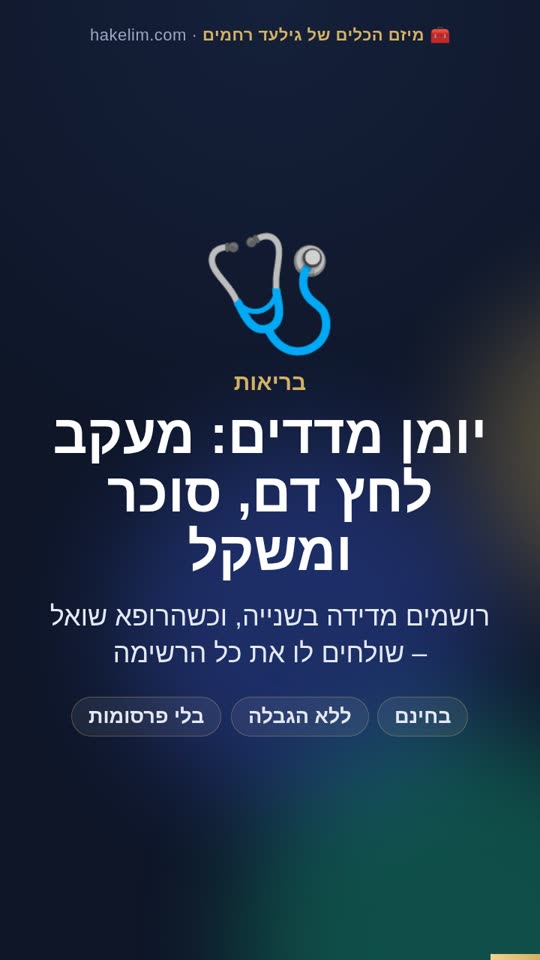 🧰 מיזם הכלים של גילעד רחמים · hakelim.com
בריאות
יומן מדדים: מעקב
לחץ דם, סוכר
ומשקל
רושמים מדידה בשנייה, וכשהרופא שואל
– שולחים לו את כל הרשימה
בחינם
ללא הגבלה
בלי פרסומות